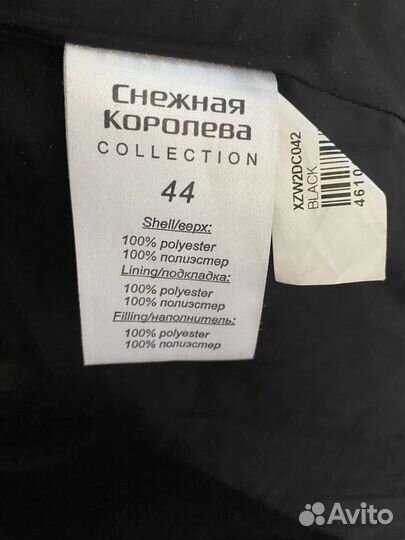 СНЕЖНАЯ
КОРОЛЕВА
COLLECTION
44
Shell/верх:
100% polyester
100% полиэстер
Lining/подкладка:
100% polyester
100% полиэстер
Filling/наполнитель:
100% polyester
100% полиэстер
XZW2DC042
BLACK
4610
Avito